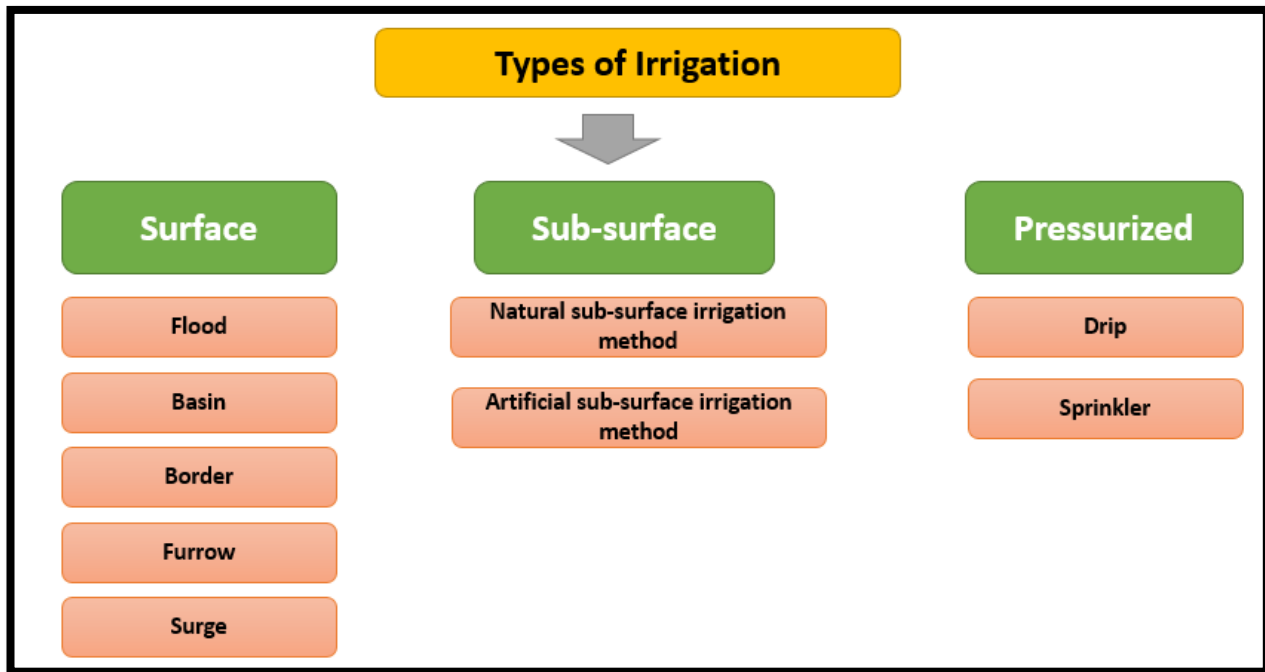 Types of Irrigation
Surface
Flood
Basin
Border
Furrow
Surge
Sub-surface
Natural sub-surface irrigation
method
Artificial sub-surface irrigation
method
Pressurized
Drip
Sprinkler